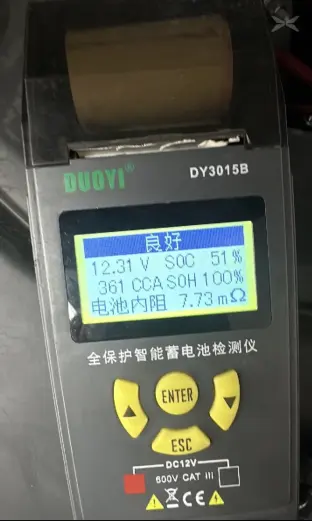 DUOYI®
DY3015B
良好
12.31 V SOC 51%
361 CCA SOH 100%
电池内阻 7.73 mΩ
全保护智能蓄电池检测仪
ENTER
ESC
DC12V
600V CAT III
CE